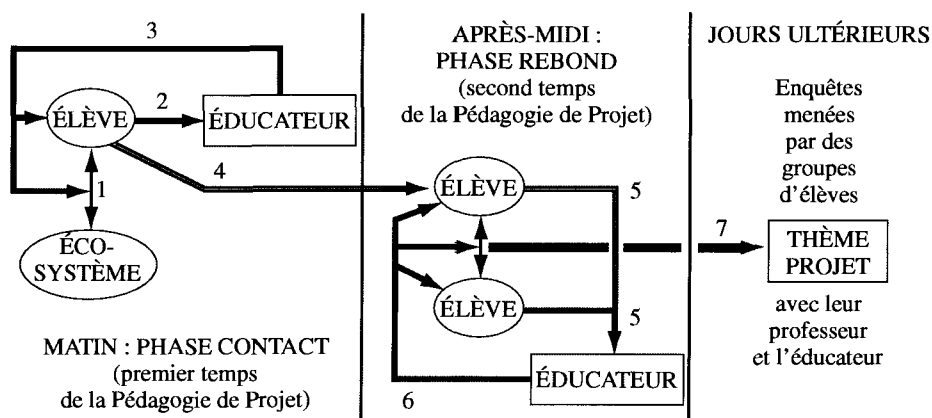 3
ÉLÈVE
2
ÉDUCATEUR
1
4
ÉCO-
SYSTÈME
MATIN : PHASE CONTACT
(premier temps
de la Pédagogie de Projet)
APRÈS-MIDI :
PHASE REBOND
(second temps
de la Pédagogie de Projet)
ÉLÈVE
5
ÉLÈVE
5
ÉDUCATEUR
6
JOURS ULTÉRIEURS
Enquêtes
menées
par des
groupes
d'élèves
7
THÈME
PROJET
avec leur
professeur
et l'éducateur